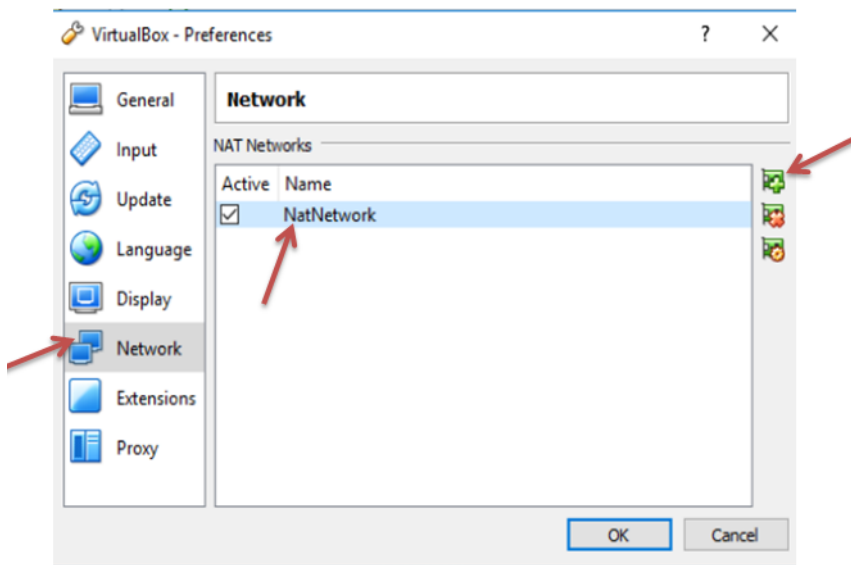 VirtualBox - Preferences ?
General
Input
Update
Language
Display
Network
Extensions
Proxy
Network
NAT Networks
Active Name
NatNetwork
OK Cancel